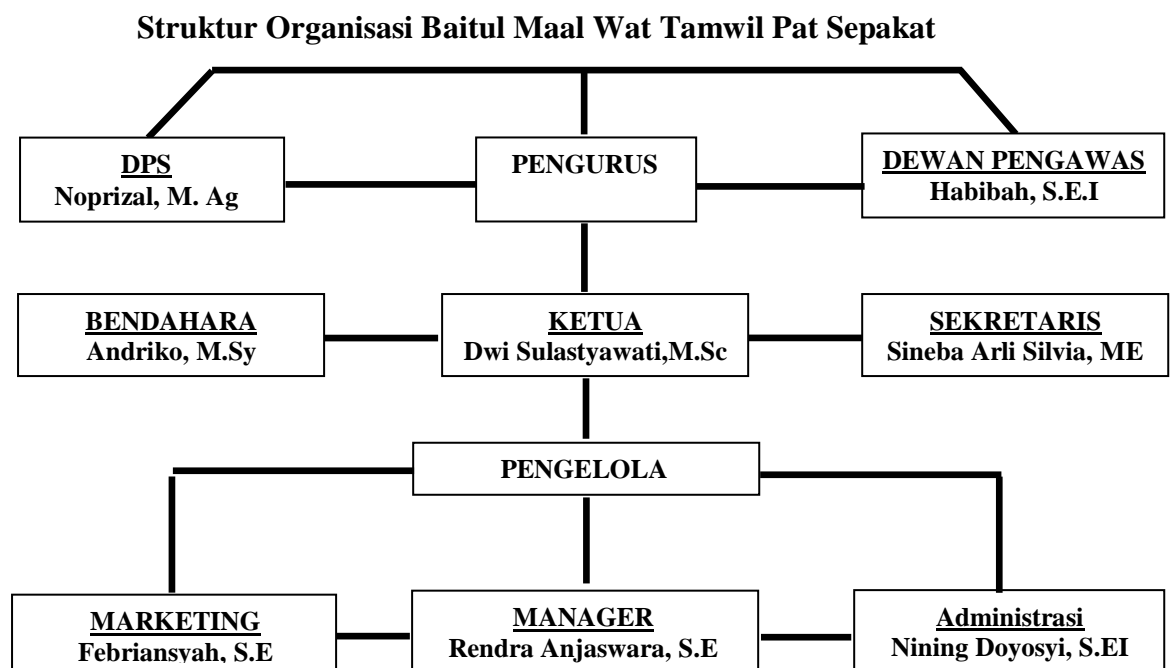 Struktur Organisasi Baitul Maal Wat Tamwil Pat Sepakat
DPS
Noprizal, M. Ag
PENGURUS
DEWAN PENGAWAS
Habibah, S.E.I
BENDAHARA
Andriko, M.Sy
KETUA
Dwi Sulastyawati,M.Sc
SEKRETARIS
Sineba Arli Silvia, ME
PENGELOLA
MARKETING
Febriansyah, S.E
MANAGER
Rendra Anjaswara, S.E
Administrasi
Nining Doyosyi, S.EI